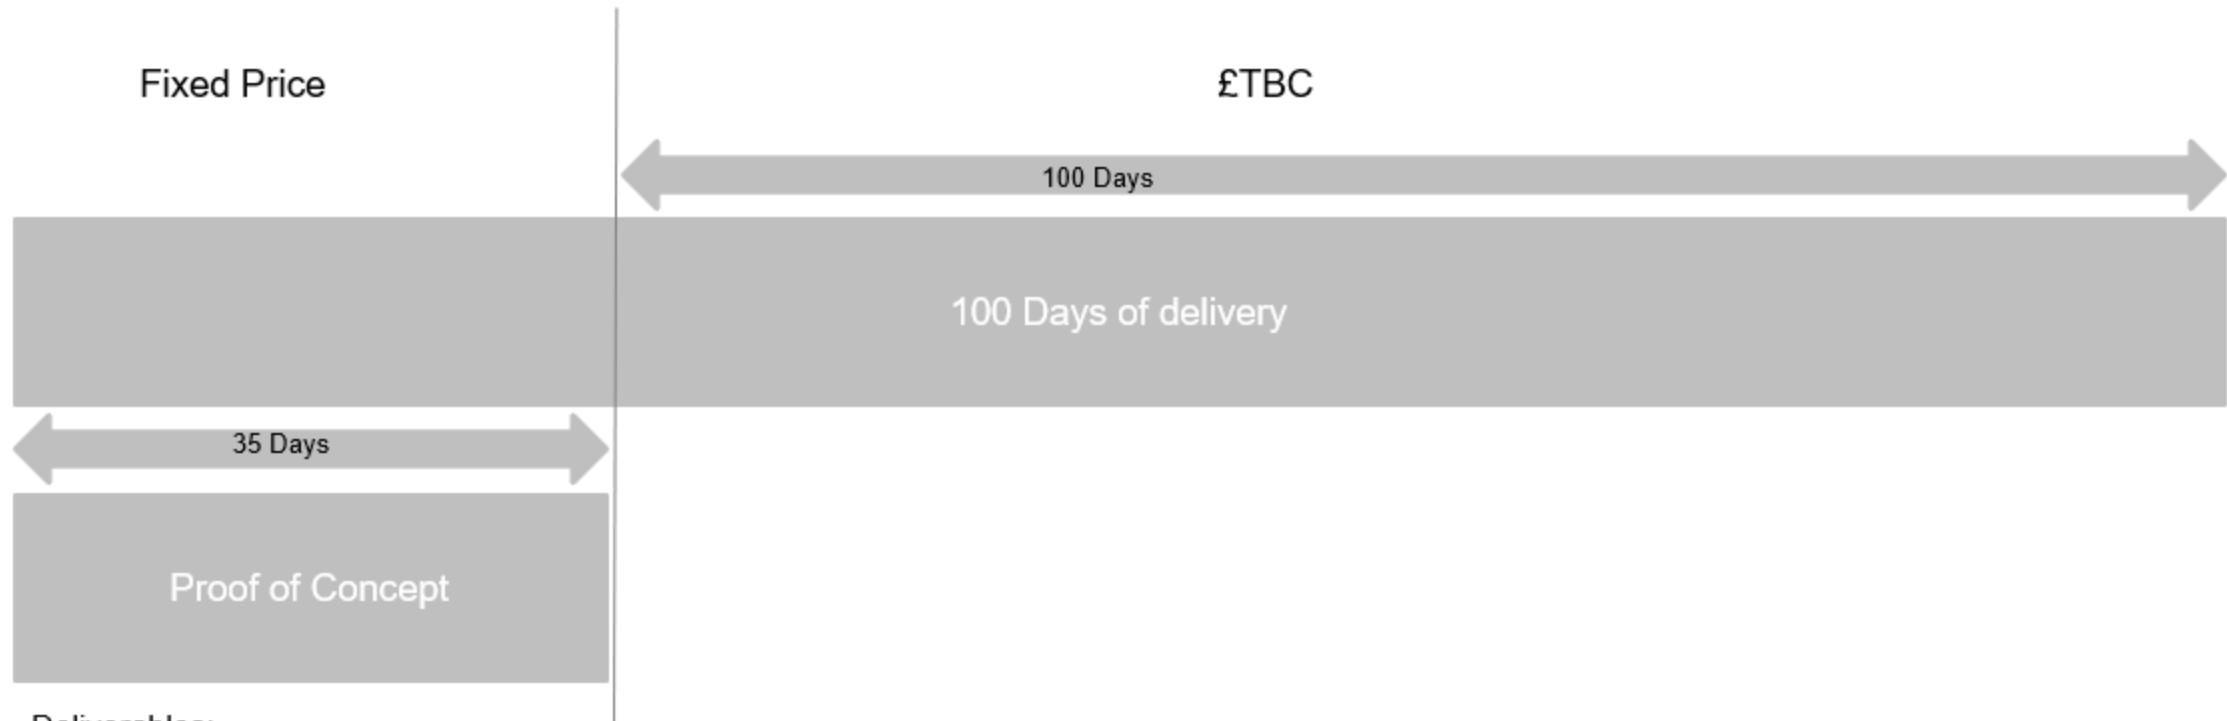 Fixed Price
£TBC
100 Days
100 Days of delivery
35 Days
Proof of Concept